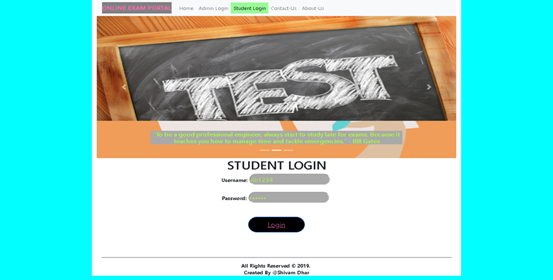 ONLINE EXAM PORTAL
Home Admin Login Student Login Contact-Us About-Us
TEST
"To be a good professional engineer, always start to study late for exams, this way it
teaches you how to manage time and tackle emergencies." - Bill Gates
STUDENT LOGIN
Username:
Password: ••••••
Login
All Rights Reserved © 2019.
Created By @Shivam Dhar